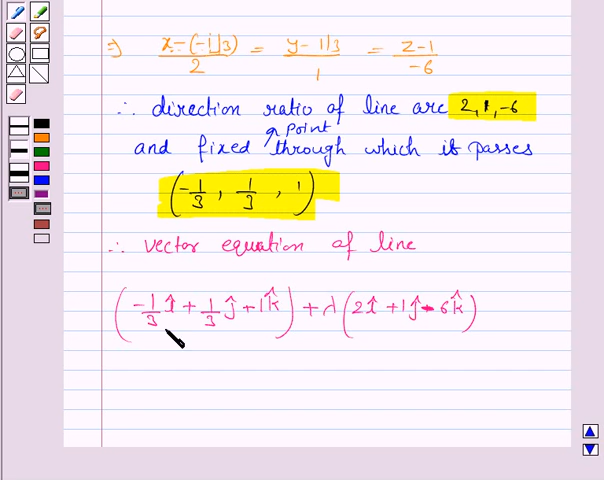 ⇒ x-(-1/3)/2 = y-1/3/1 = z-1/-6
∴ direction ratio of line are 2, 1, -6
and fixed point through which it passes
(-1/3, 1/3, 1)
∴ vector equation of line
(-1/3 î + 1/3 ĵ + 1k̂) + λ(2î + 1ĵ - 6k̂)